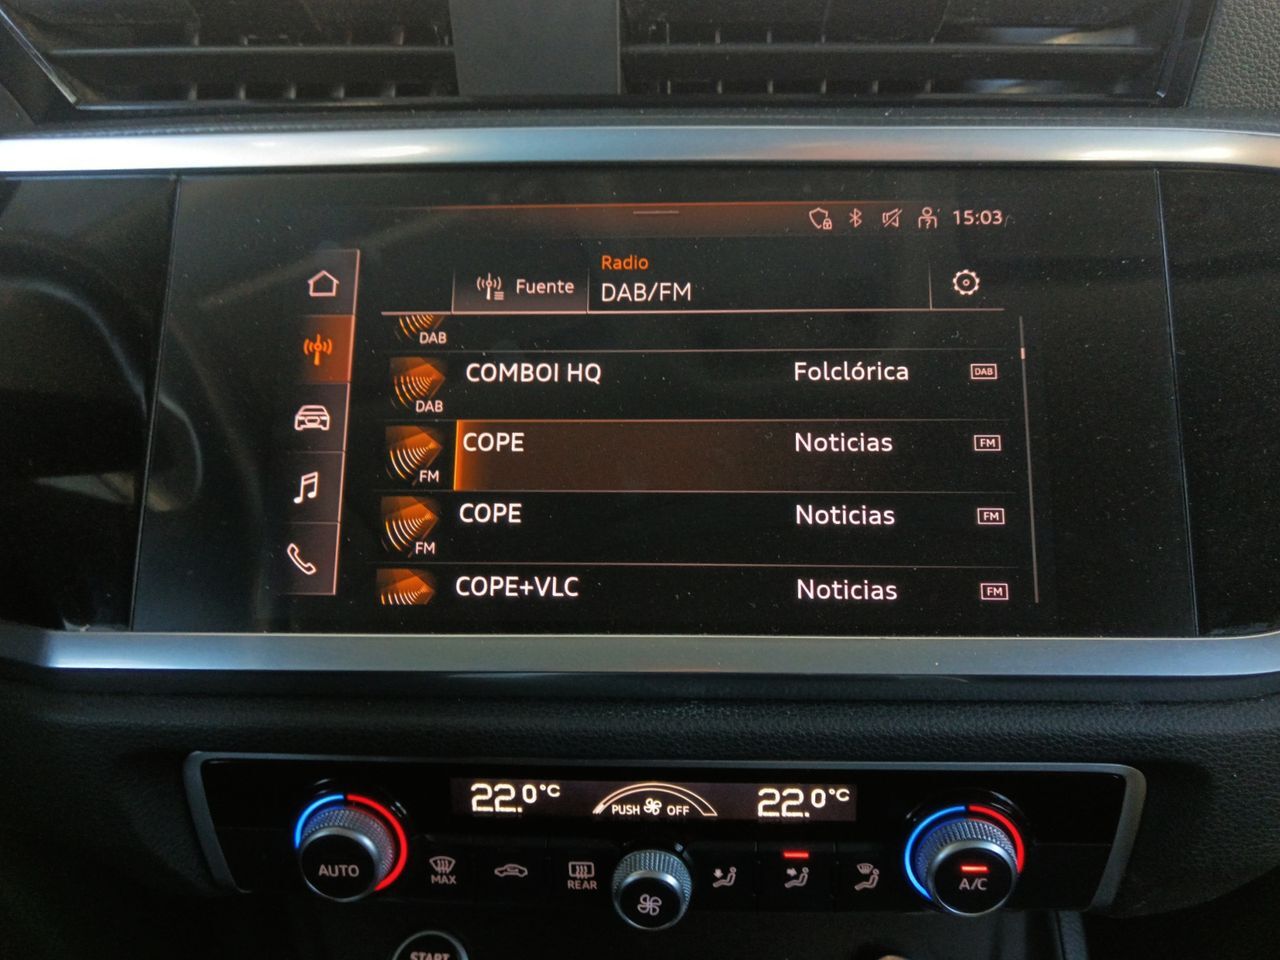 15:03
Fuente
Radio
DAB/FM
DAB
COMBOI HQ Folclórica DAB
DAB
COPE Noticias FM
FM
COPE Noticias FM
FM
COPE+VLC Noticias FM
22.0°C PUSH OFF 22.0°C
AUTO MAX REAR A/C
START